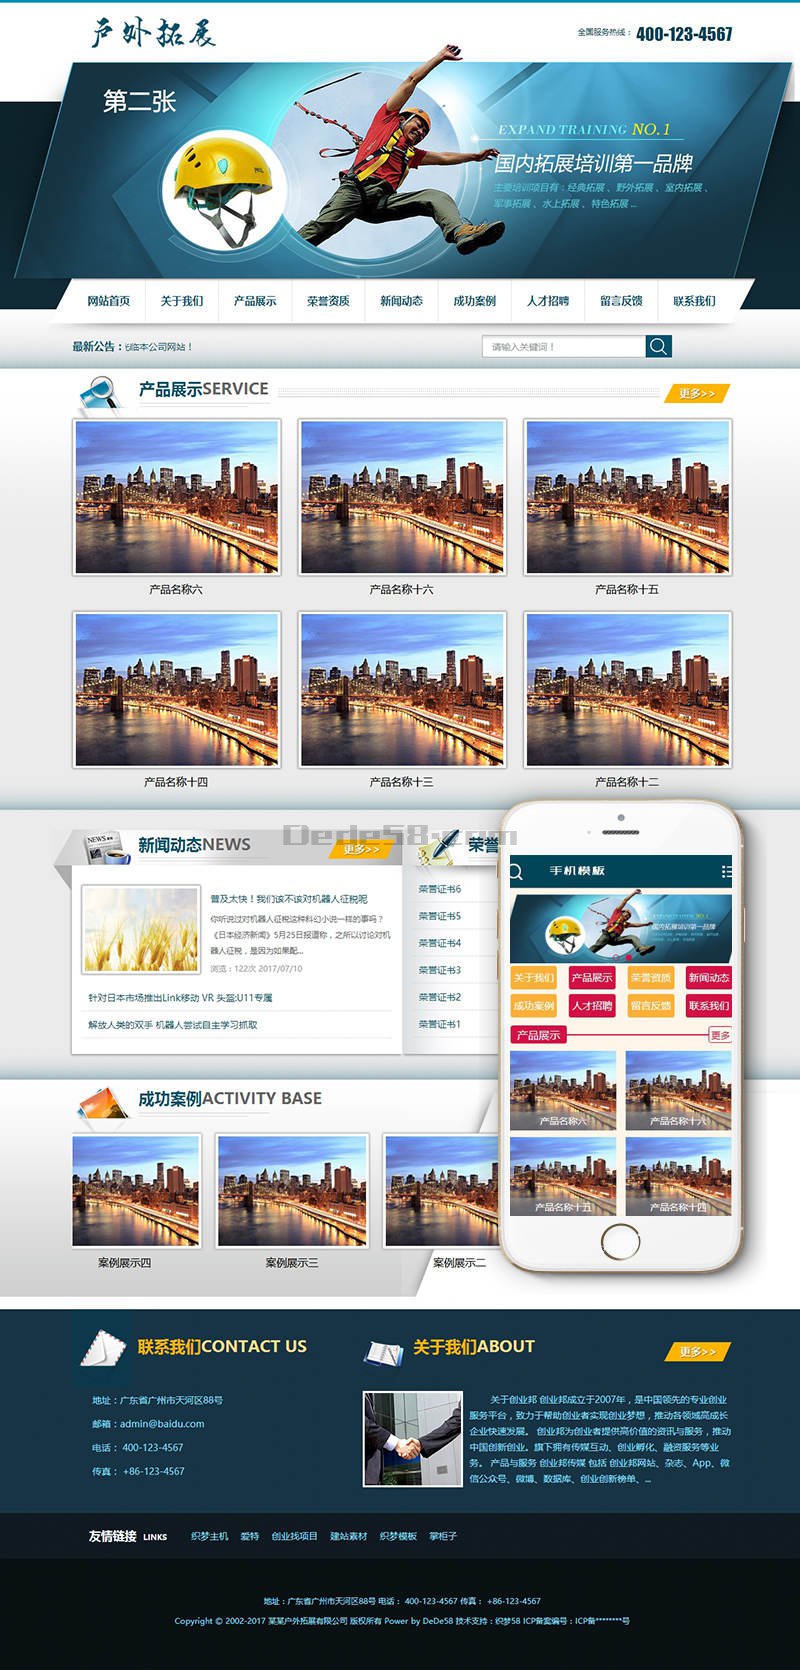 户外拓展
全国服务热线： 400-123-4567
第二张
EXPAND TRAINING NO.1
国内拓展培训第一品牌
主要培训项目有：经典拓展 、野外拓展 、室内拓展 、
军事拓展 、水上拓展 、特色拓展 ...
网站首页 关于我们 产品展示 荣誉资质 新闻动态 成功案例 人才招聘 留言反馈 联系我们
最新公告： 临本公司网站！
请输入关键词！
产品展示SERVICE
更多>>
产品名称六 产品名称十六 产品名称十五
产品名称十四 产品名称十三 产品名称十二
Dede58.com
新闻动态NEWS
更多>>
荣誉
普及太快！我们该不该对机器人征税呢
你听说过对机器人征税这种科幻小说一样的事吗？
《日本经济新闻》5月25日报道称，之所以讨论对机
器人征税，是因为如果配...
浏览：122次 2017/07/10
针对日本市场推出Link移动 VR 头盔:U11专属
解放人类的双手 机器人尝试自主学习抓取
荣誉证书6
荣誉证书5
荣誉证书4
荣誉证书3
荣誉证书2
荣誉证书1
手机模板
EXPAND TRAINING NO.1
国内拓展培训第一品牌
关于我们 产品展示 荣誉资质 新闻动态
成功案例 人才招聘 留言反馈 联系我们
产品展示 更多
产品名称六 产品名称十六
产品名称十五 产品名称十四
成功案例ACTIVITY BASE
案例展示四 案例展示三 案例展示二
联系我们CONTACT US
地址：广东省广州市天河区88号
邮箱：admin@baidu.com
电话： 400-123-4567
传真： +86-123-4567
关于我们ABOUT
更多>>
关于创业邦 创业邦成立于2007年，是中国领先的专业创业
服务平台，致力于帮助创业者实现创业梦想，推动各领域高成长
企业快速发展。 创业邦为创业者提供高价值的资讯与服务，推动
中国创新创业。旗下拥有传媒互动、创业孵化、融资服务等业
务。 产品与服务 创业邦传媒 包括 创业邦网站、杂志、App、微
信公众号、微博、数据库、创业创新榜单、...
友情链接 LINKS 织梦主机 爱特 创业找项目 建站素材 织梦模板 掌柜子
地址：广东省广州市天河区88号 电话： 400-123-4567 传真： +86-123-4567
Copyright © 2002-2017 某某户外拓展有限公司 版权所有 Power by DeDe58 技术支持：织梦58 ICP备案编号：ICP备********号